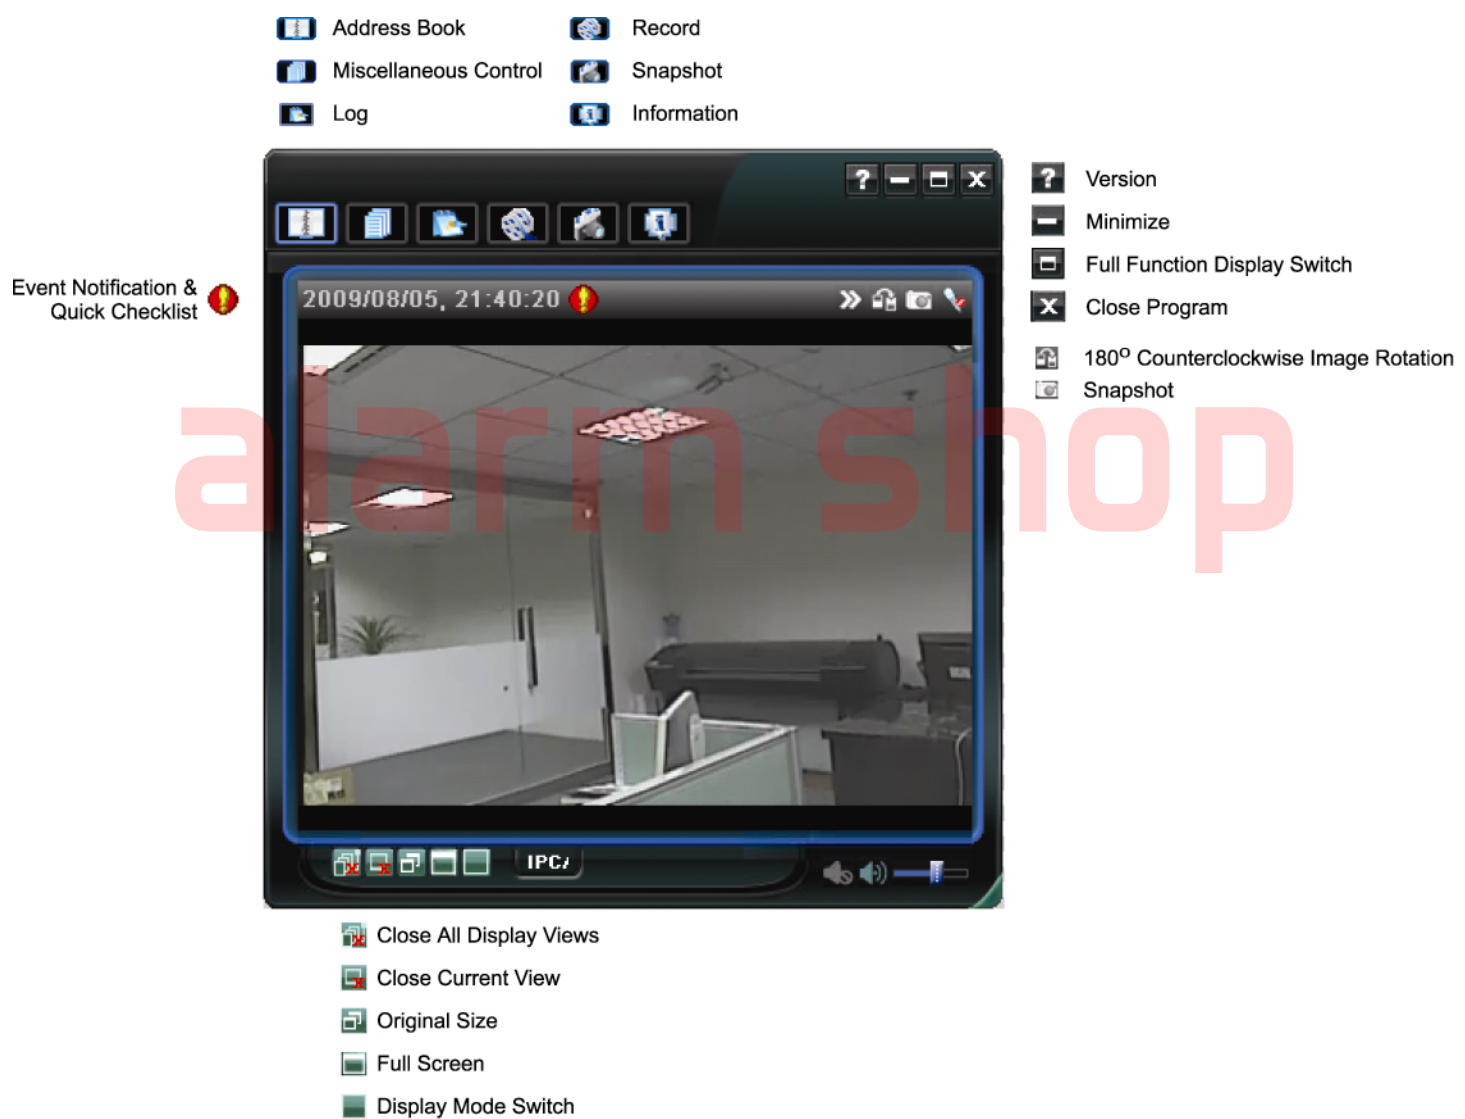 Address Book
Record
Miscellaneous Control
Snapshot
Log
Information
? Version
Minimize
Full Function Display Switch
X Close Program
180° Counterclockwise Image Rotation
Snapshot
Event Notification &
Quick Checklist
2009/08/05, 21:40:20
alarm shop
IPC
Close All Display Views
Close Current View
Original Size
Full Screen
Display Mode Switch